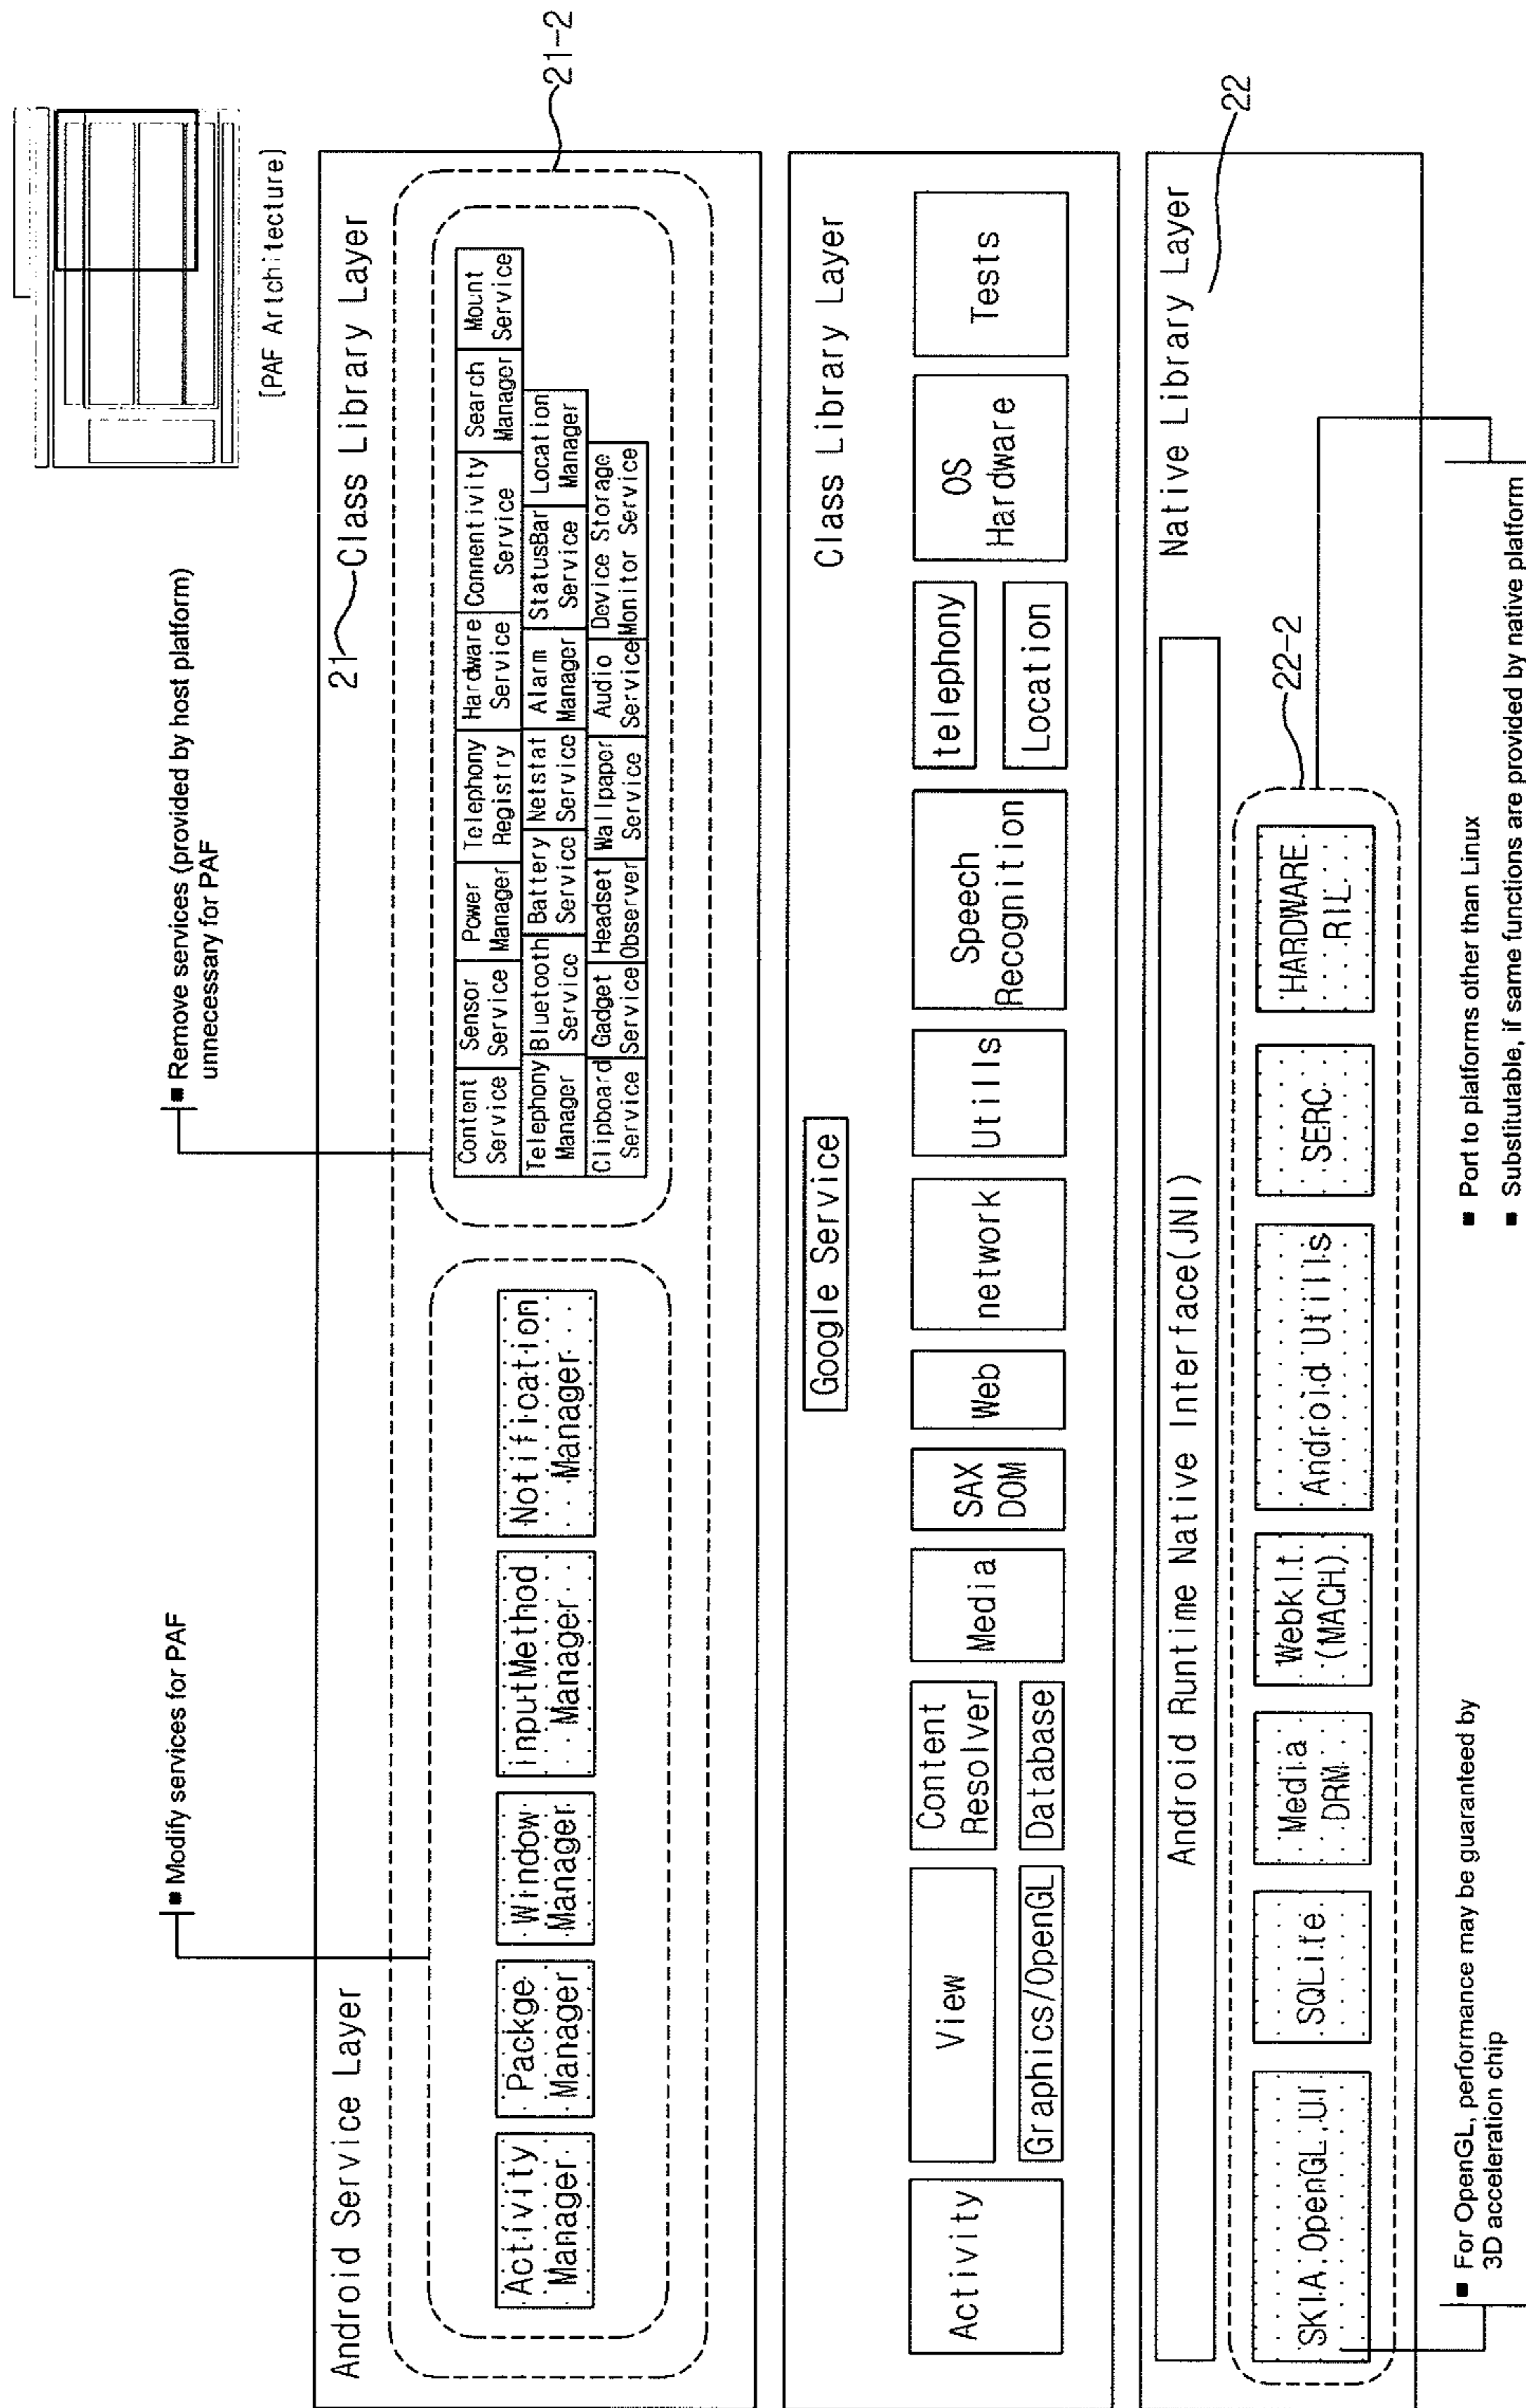 [PAF Artchitecture]
■ Modify services for PAF
■ Remove services (provided by host platform)
unnecessary for PAF
Android Service Layer
21
Class Library Layer
21-2
Activity
Manager
Packge
Manager
Window
Manager
inputMethod
Manager
Notification
Manager
Content
Service
Sensor
Service
Power
Manager
Telephony
Registry
Hardware
Service
Connentivity
Service
Search
Manager
Mount
Service
Telephony
Manager
Bluetooth
Service
Battery
Service
Netstat
Service
Alarm
Manager
StatusBar
Service
Location
Manager
Clipboard
Service
Gadget
Service
Headset
Observer
Wallpaper
Service
Audio
Service
Device Storage
Monitor Service
Google Service
Class Library Layer
Activity
View
Graphics/OpenGL
Content
Resolver
Database
Media
SAX
DOM
Web
network
Utills
Speech
Recognition
telephony
Location
OS
Hardware
Tests
Android Runtime Native Interface(JNI)
Native Library Layer
22
22-2
SKIA,OpenGL,UI
SQLite
Media
DRM
Webklt
(MACH)
Android Utills
SERC
HARDWARE
RIL
■ For OpenGL, performance may be guaranteed by
3D acceleration chip
■ Port to platforms other than Linux
■ Substitutable, if same functions are provided by native platform